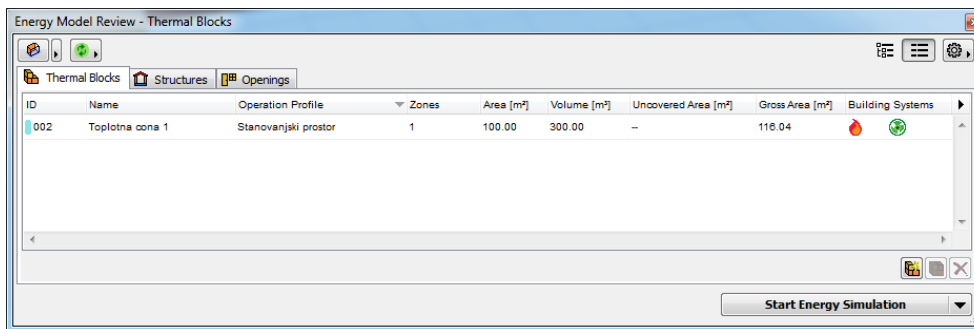 Energy Model Review - Thermal Blocks
Thermal Blocks Structures Openings
ID Name Operation Profile Zones Area [m²] Volume [m³] Uncovered Area [m²] Gross Area [m²] Building Systems
002 Toplotna cona 1 Stanovanjski prostor 1 100.00 300.00 -- 116.04
Start Energy Simulation